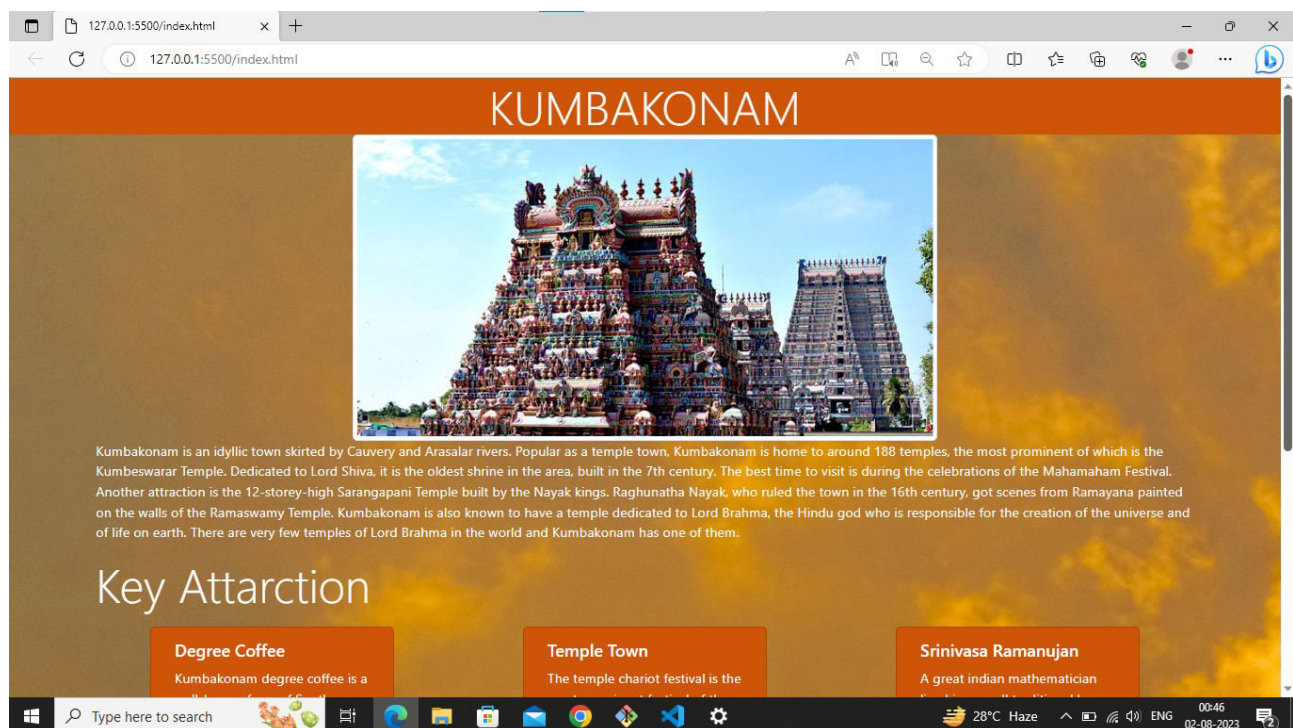 127.0.0.1:5500/index.html
127.0.0.1:5500/index.html
KUMBAKONAM
Kumbakonam is an idyllic town skirted by Cauvery and Arasalar rivers. Popular as a temple town, Kumbakonam is home to around 188 temples, the most prominent of which is the
Kumbeswarar Temple. Dedicated to Lord Shiva, it is the oldest shrine in the area, built in the 7th century. The best time to visit is during the celebrations of the Mahamaham Festival.
Another attraction is the 12-storey-high Sarangapani Temple built by the Nayak kings. Raghunatha Nayak, who ruled the town in the 16th century, got scenes from Ramayana painted
on the walls of the Ramaswamy Temple. Kumbakonam is also known to have a temple dedicated to Lord Brahma, the Hindu god who is responsible for the creation of the universe and
of life on earth. There are very few temples of Lord Brahma in the world and Kumbakonam has one of them.
Key Attarction
Degree Coffee
Kumbakonam degree coffee is a
Temple Town
The temple chariot festival is the
Srinivasa Ramanujan
A great indian mathematician
Type here to search
28°C Haze
ENG
00:46
02-08-2023
2